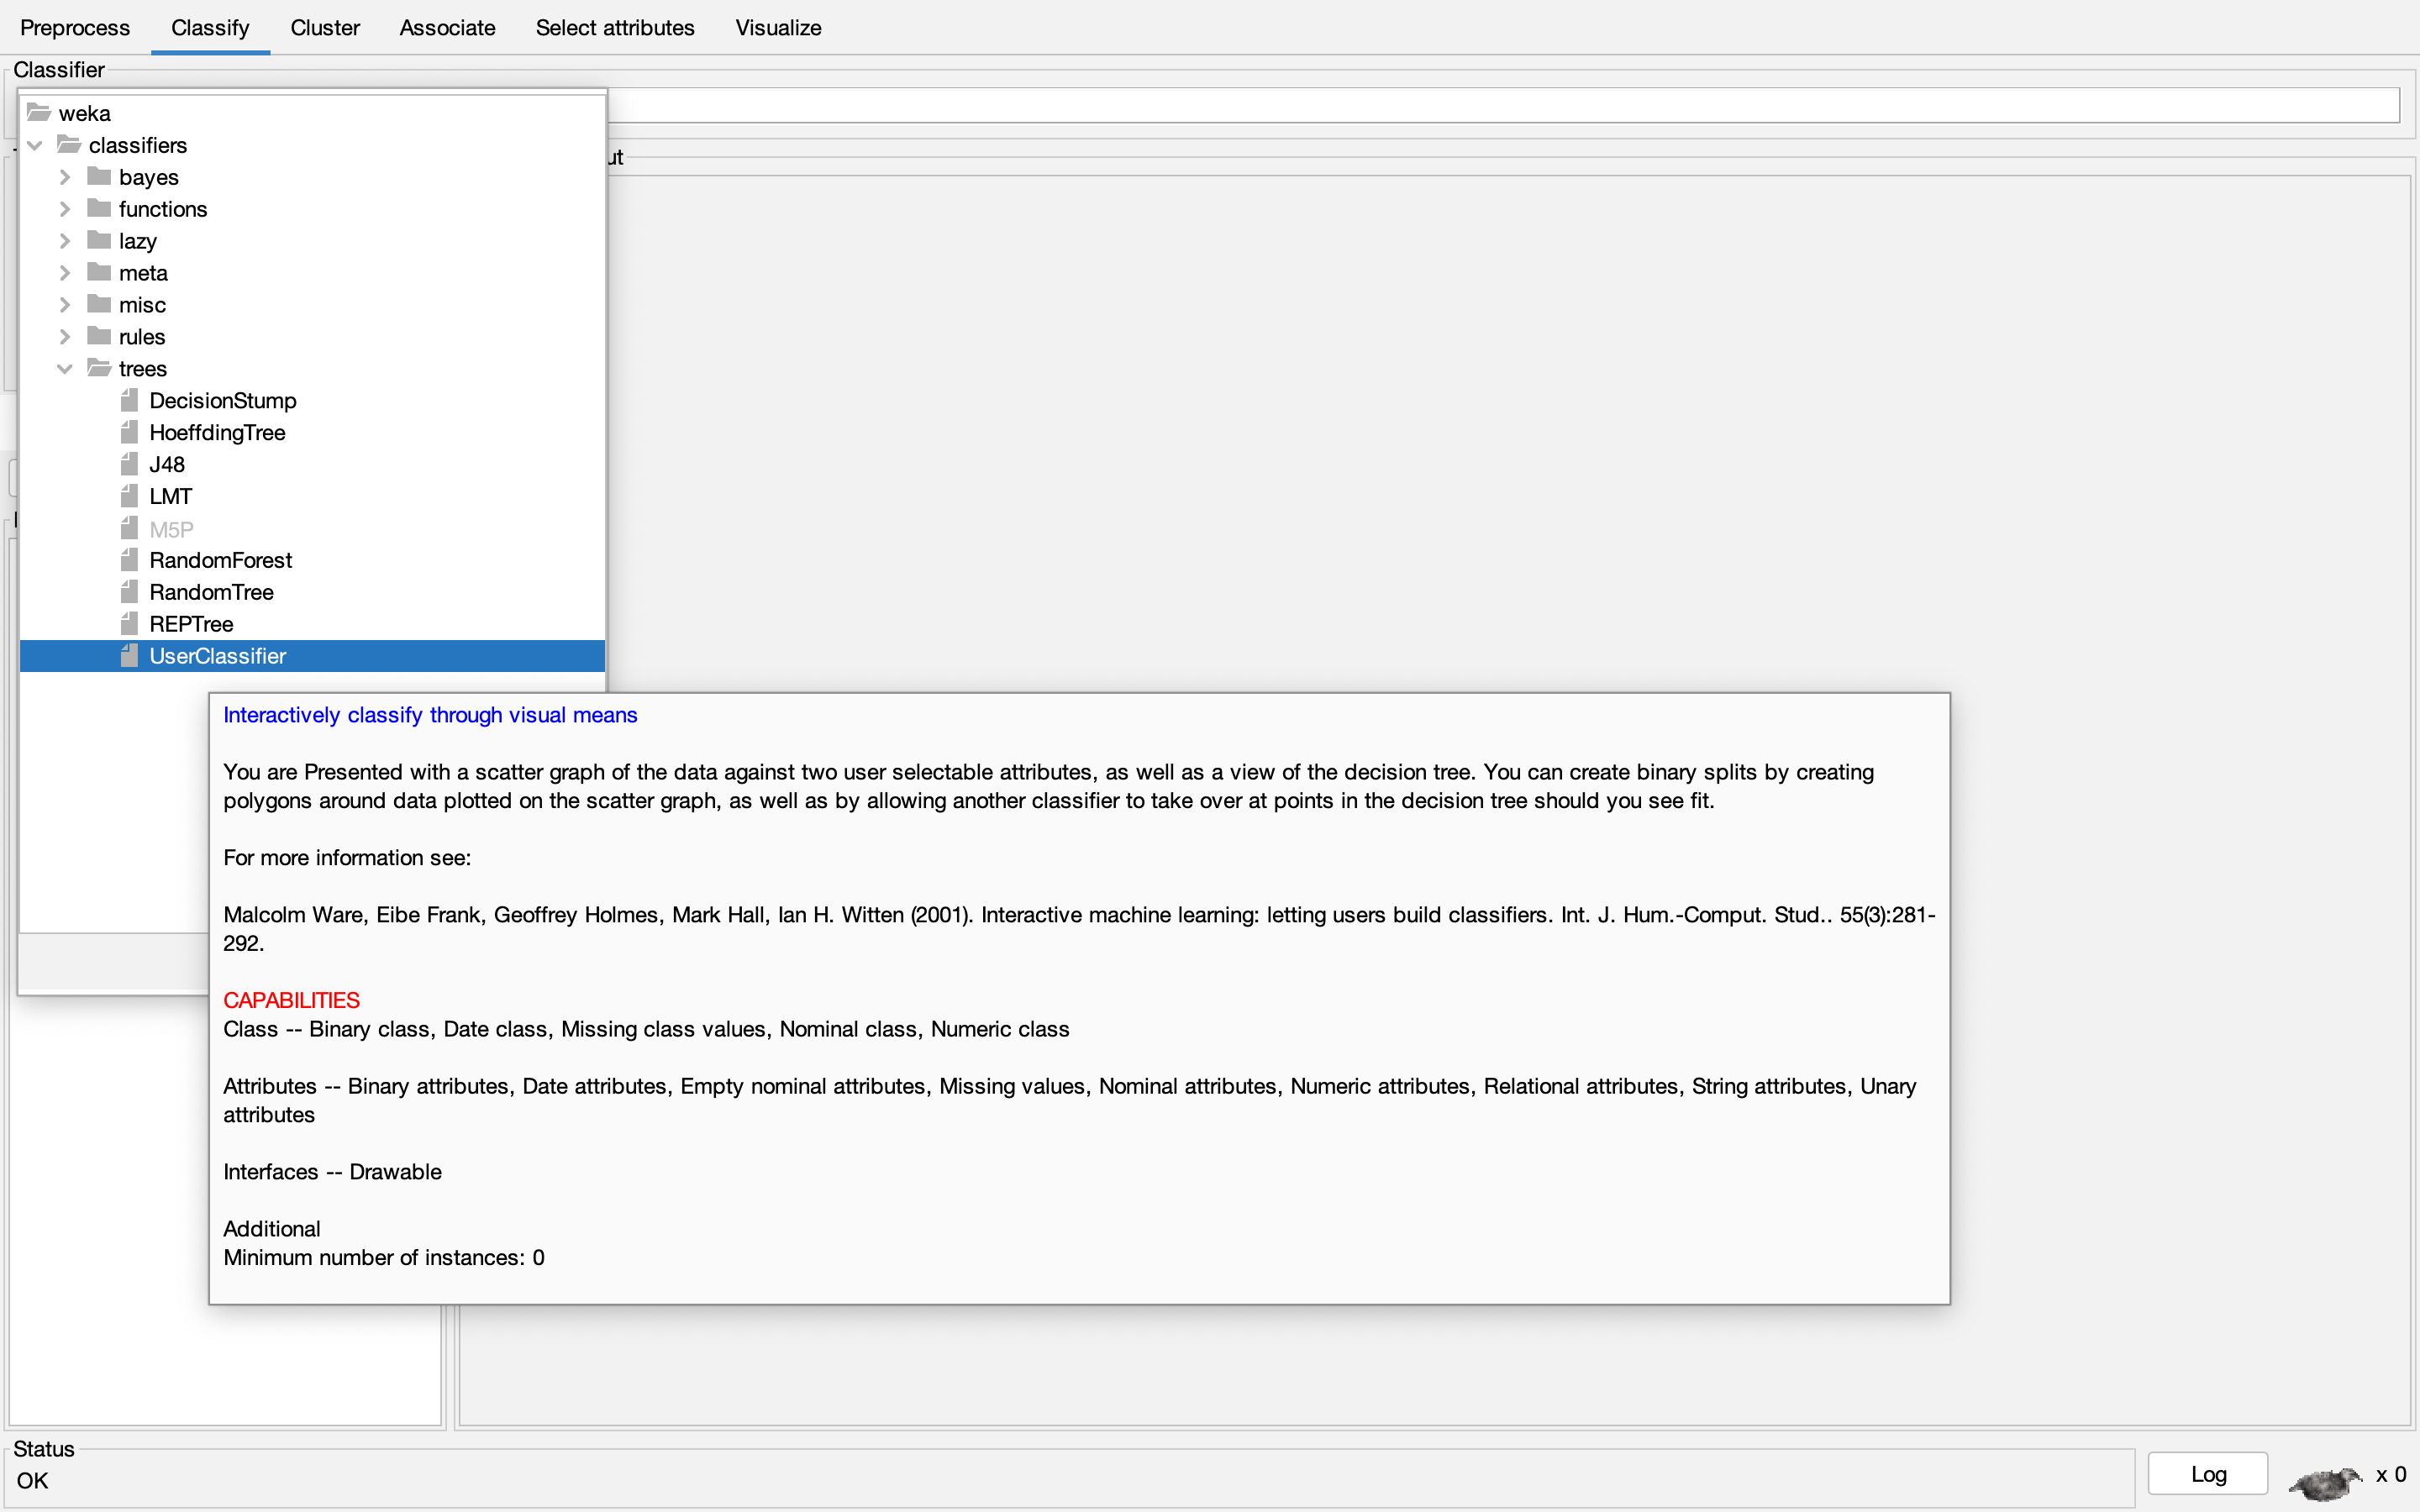 Preprocess Classify Cluster Associate Select attributes Visualize
Classifier
weka
classifiers
bayes
functions
lazy
meta
misc
rules
trees
DecisionStump
HoeffdingTree
J48
LMT
M5P
RandomForest
RandomTree
REPTree
UserClassifier
Interactively classify through visual means
You are Presented with a scatter graph of the data against two user selectable attributes, as well as a view of the decision tree. You can create binary splits by creating
polygons around data plotted on the scatter graph, as well as by allowing another classifier to take over at points in the decision tree should you see fit.
For more information see:
Malcolm Ware, Eibe Frank, Geoffrey Holmes, Mark Hall, Ian H. Witten (2001). Interactive machine learning: letting users build classifiers. Int. J. Hum.-Comput. Stud.. 55(3):281-
292.
CAPABILITIES
Class -- Binary class, Date class, Missing class values, Nominal class, Numeric class
Attributes -- Binary attributes, Date attributes, Empty nominal attributes, Missing values, Nominal attributes, Numeric attributes, Relational attributes, String attributes, Unary
attributes
Interfaces -- Drawable
Additional
Minimum number of instances: 0
Status
OK
Log
x 0